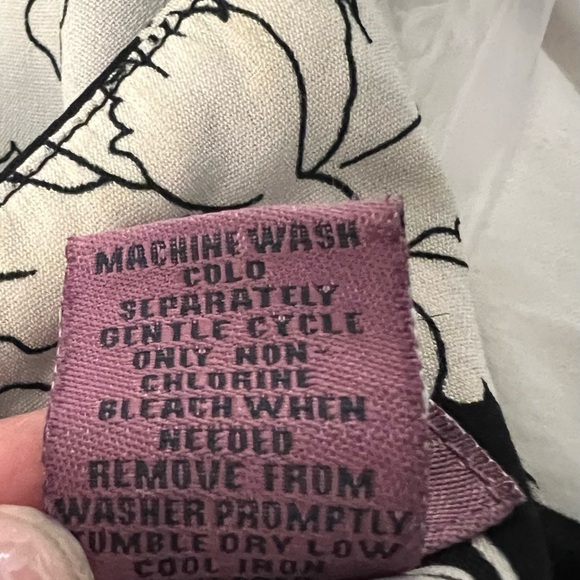 MACHINE WASH
COLD
SEPARATELY
GENTLE CYCLE
ONLY NON-
CHLORINE
BLEACH WHEN
NEEDED
REMOVE FROM
WASHER PROMPTLY
TUMBLE DRY LOW
COOL IRON